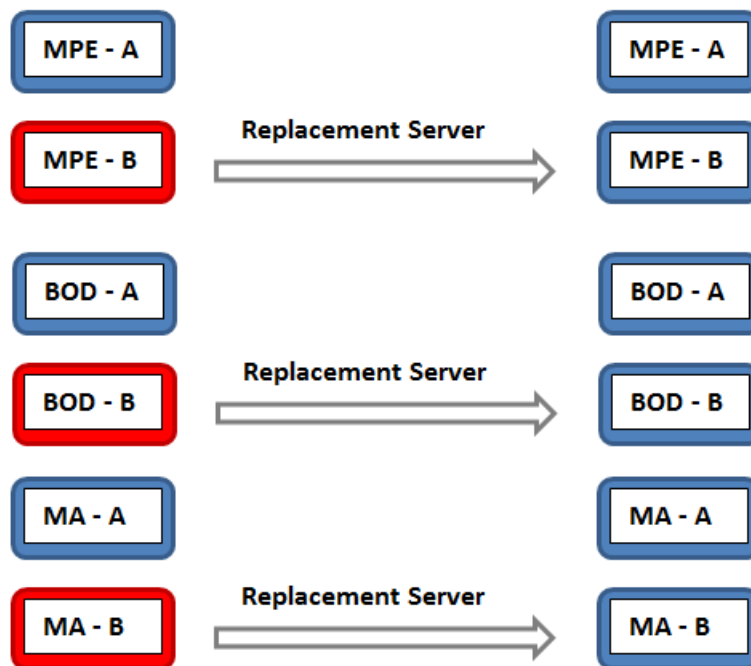 MPE - A
MPE - A
Replacement Server
MPE - B
MPE - B
BOD - A
BOD - A
Replacement Server
BOD - B
BOD - B
MA - A
MA - A
Replacement Server
MA - B
MA - B